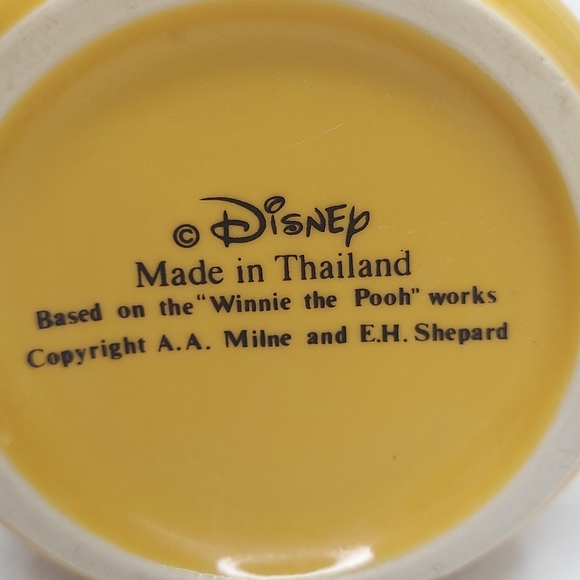 © Disney
Made in Thailand
Based on the "Winnie the Pooh" works
Copyright A.A. Milne and E.H. Shepard